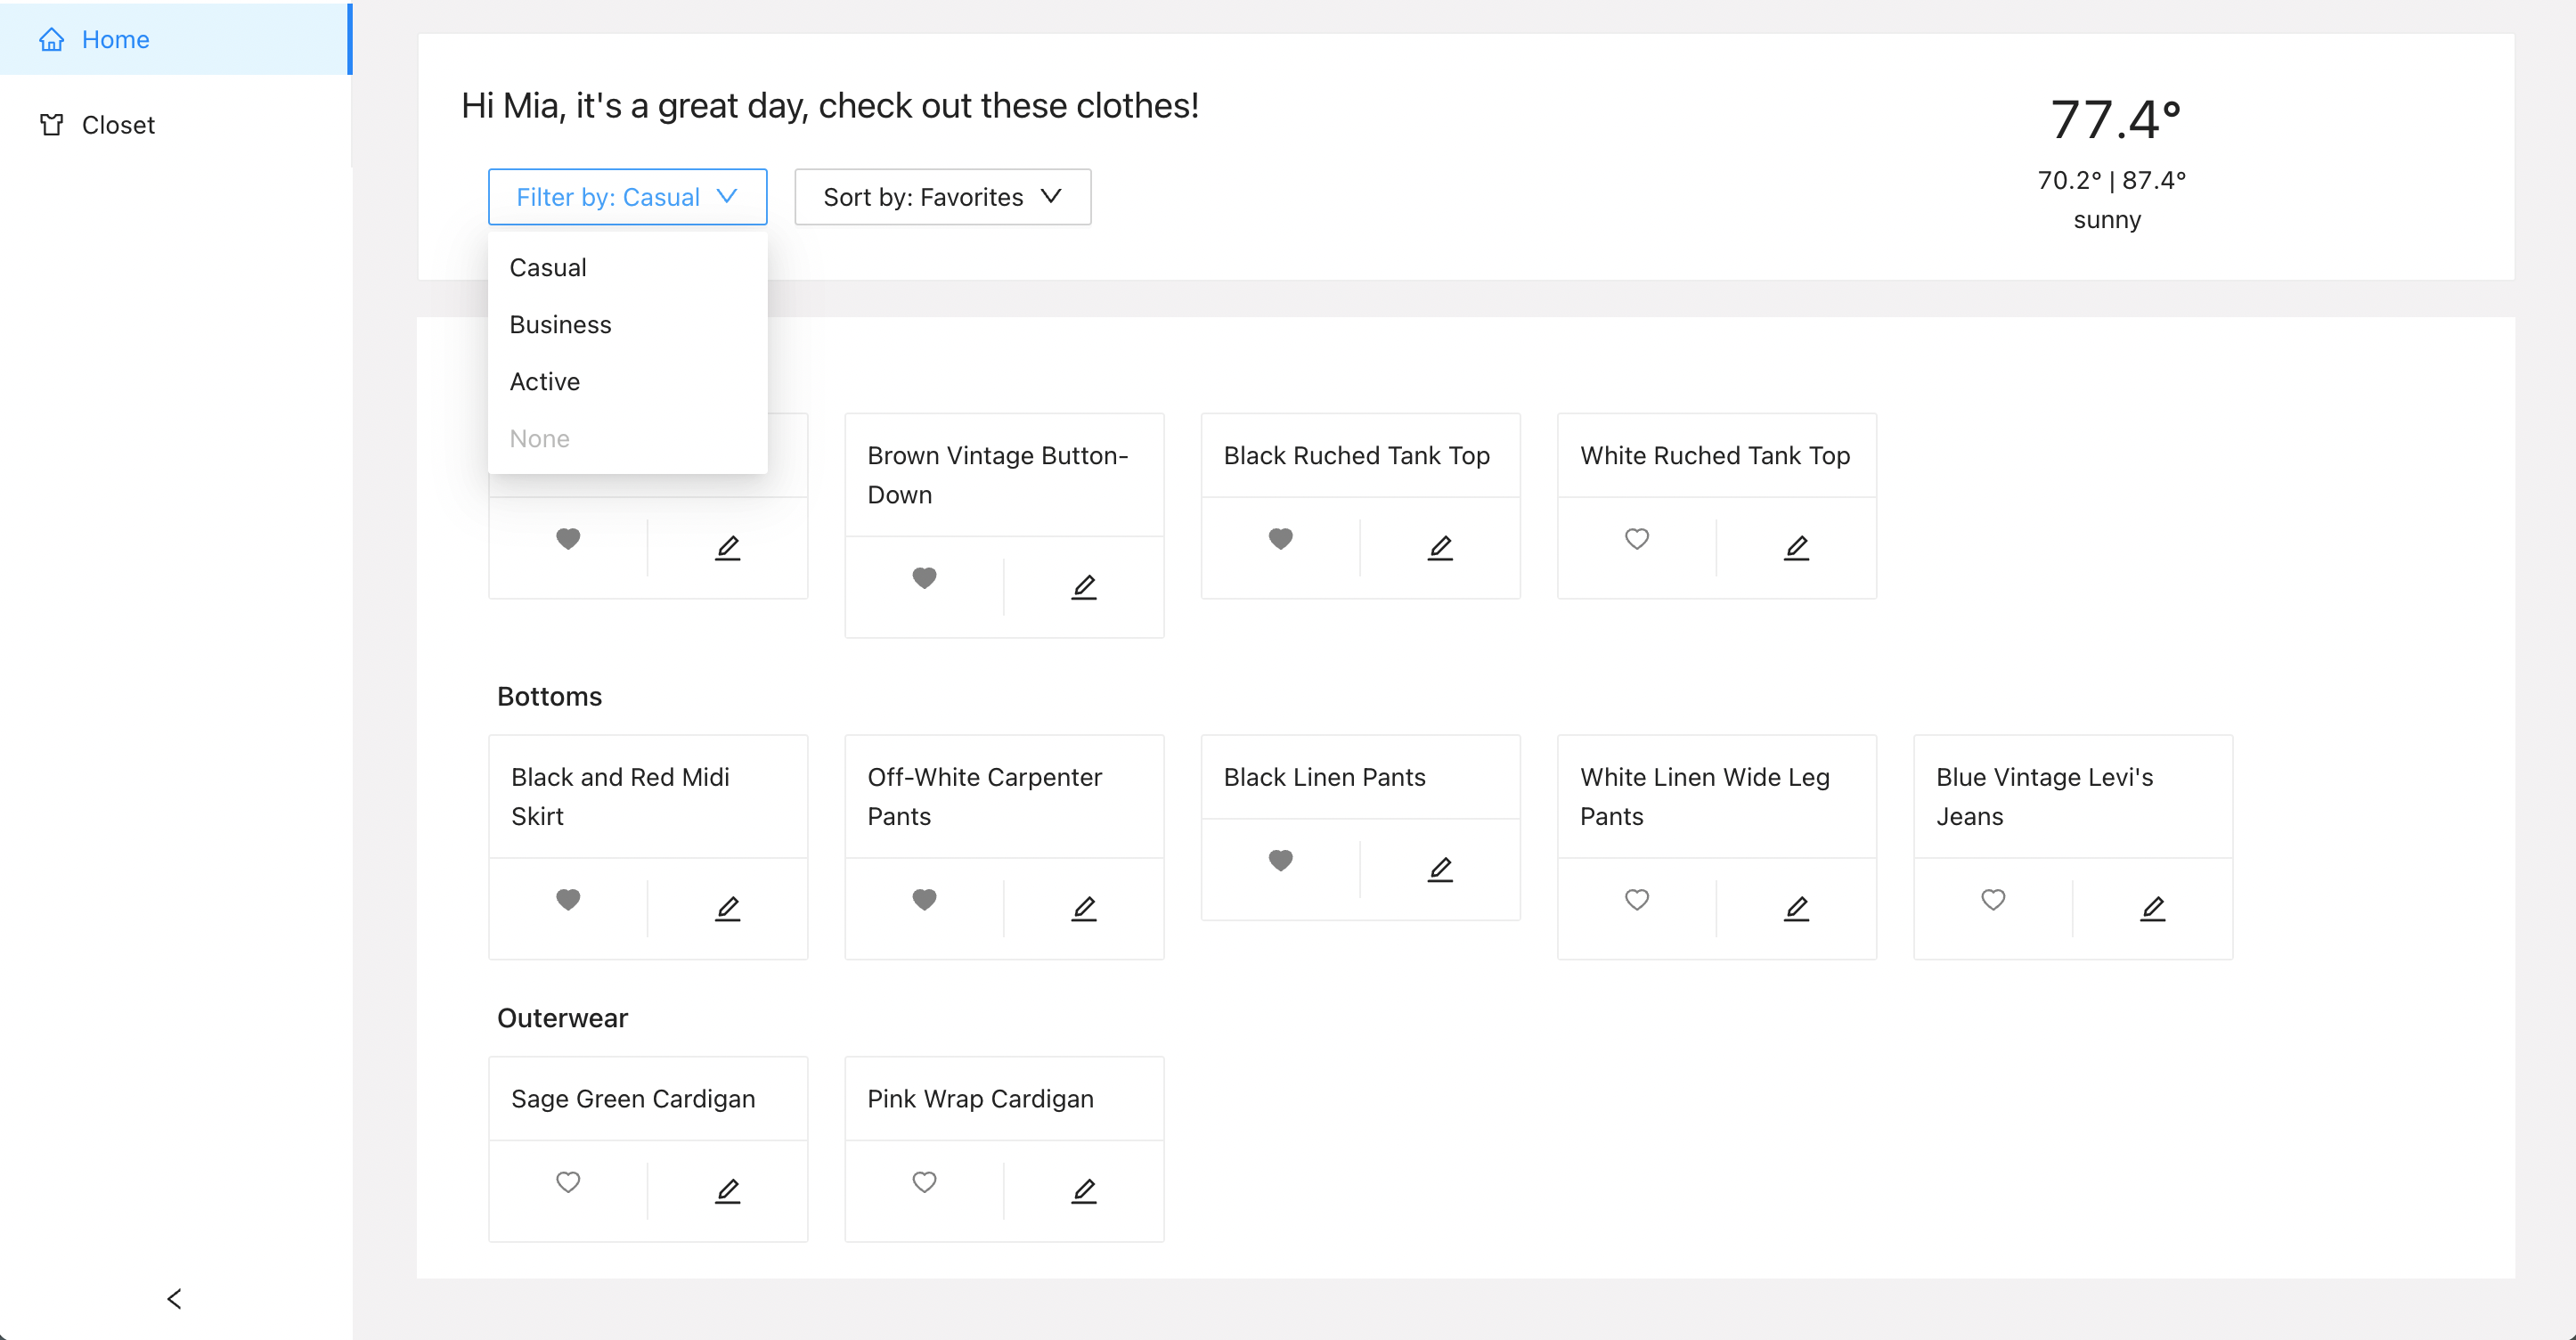 Home
Closet
Hi Mia, it's a great day, check out these clothes!
77.4°
70.2° | 87.4°
sunny
Filter by: Casual
Sort by: Favorites
Casual
Business
Active
None
Brown Vintage Button-
Down
Black Ruched Tank Top
White Ruched Tank Top
Bottoms
Black and Red Midi
Skirt
Off-White Carpenter
Pants
Black Linen Pants
White Linen Wide Leg
Pants
Blue Vintage Levi's
Jeans
Outerwear
Sage Green Cardigan
Pink Wrap Cardigan